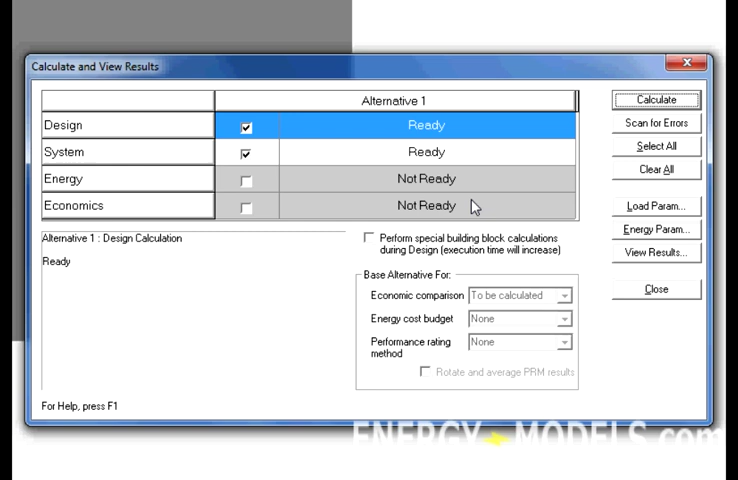 Calculate and View Results
Alternative 1
Design Ready
System Ready
Energy Not Ready
Economics Not Ready
Alternative 1 : Design Calculation
Ready
Perform special building block calculations
during Design (execution time will increase)
Base Alternative For:
Economic comparison To be calculated
Energy cost budget None
Performance rating
method None
Rotate and average PRM results
For Help, press F1
Calculate
Scan for Errors
Select All
Clear All
Load Param...
Energy Param...
View Results...
Close
ENERGY MODELS.com